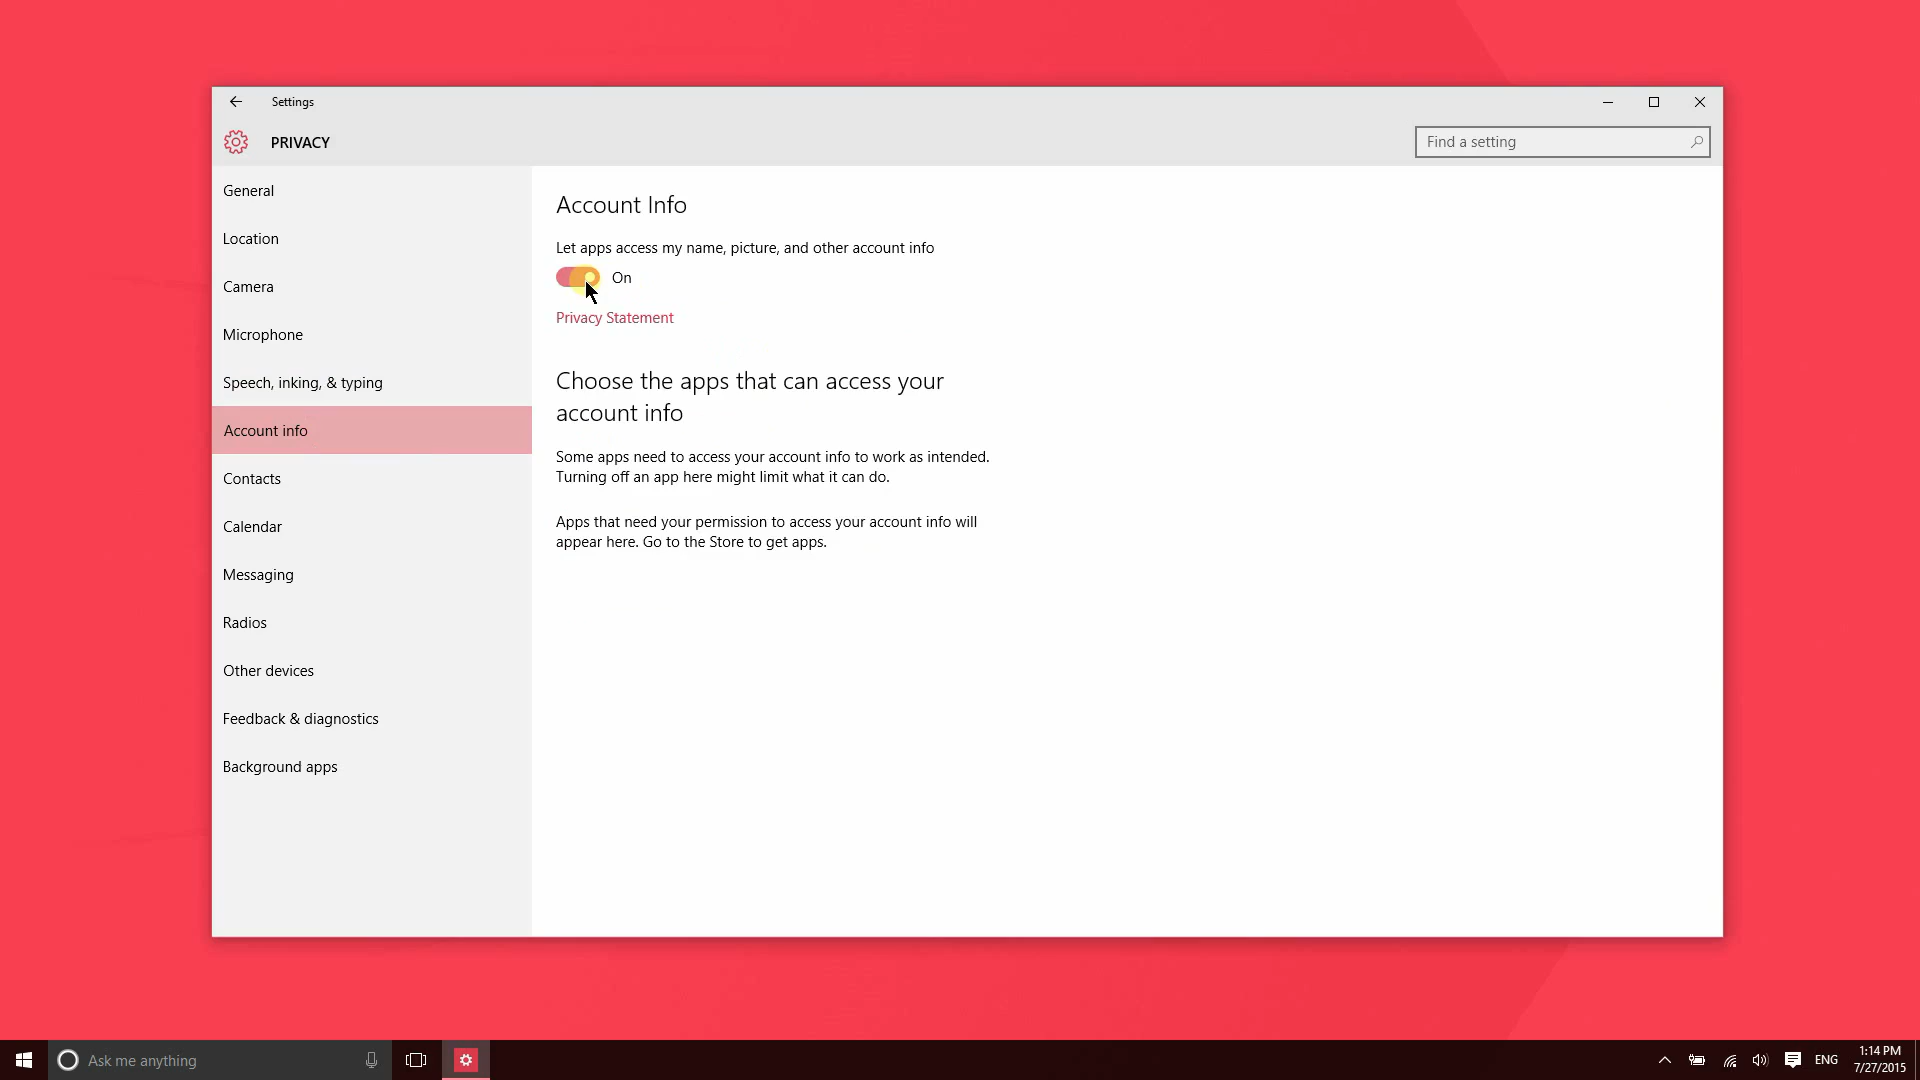 Settings
PRIVACY
Find a setting
General
Location
Camera
Microphone
Speech, inking, & typing
Account info
Contacts
Calendar
Messaging
Radios
Other devices
Feedback & diagnostics
Background apps
Account Info
Let apps access my name, picture, and other account info
On
Privacy Statement
Choose the apps that can access your
account info
Some apps need to access your account info to work as intended.
Turning off an app here might limit what it can do.
Apps that need your permission to access your account info will
appear here. Go to the Store to get apps.
Ask me anything
ENG
1:14 PM
7/27/2015